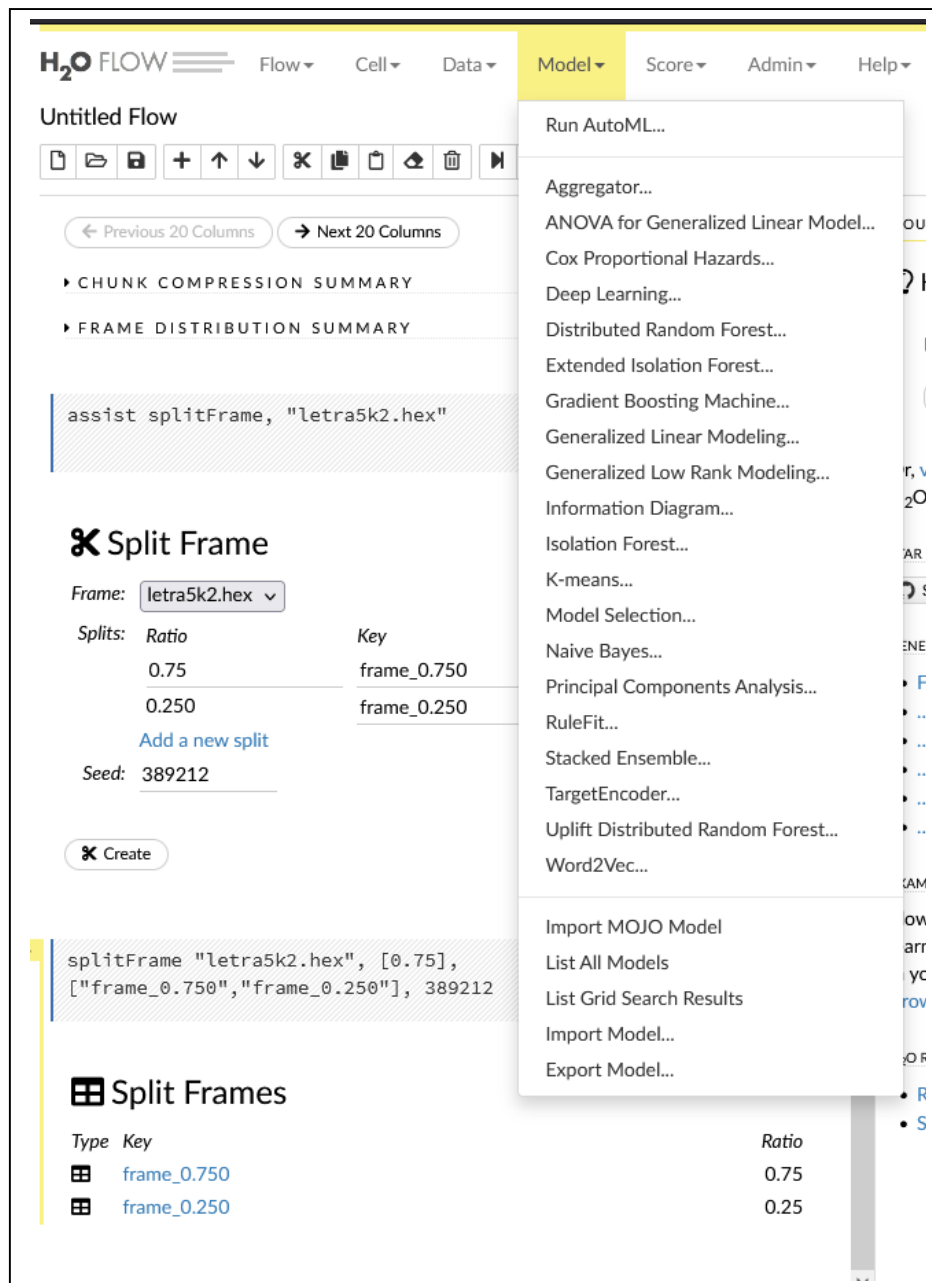 H2O FLOW Flow Cell Data Model Score Admin Help
Untitled Flow
Previous 20 Columns Next 20 Columns
CHUNK COMPRESSION SUMMARY
FRAME DISTRIBUTION SUMMARY
assist splitFrame, "letra5k2.hex"
Split Frame
Frame: letra5k2.hex
Splits: Ratio Key
0.75 frame_0.750
0.250 frame_0.250
Add a new split
Seed: 389212
Create
splitFrame "letra5k2.hex", [0.75],
["frame_0.750","frame_0.250"], 389212
Split Frames
Type Key Ratio
frame_0.750 0.75
frame_0.250 0.25
Run AutoML...
Aggregator...
ANOVA for Generalized Linear Model...
Cox Proportional Hazards...
Deep Learning...
Distributed Random Forest...
Extended Isolation Forest...
Gradient Boosting Machine...
Generalized Linear Modeling...
Generalized Low Rank Modeling...
Information Diagram...
Isolation Forest...
K-means...
Model Selection...
Naive Bayes...
Principal Components Analysis...
RuleFit...
Stacked Ensemble...
TargetEncoder...
Uplift Distributed Random Forest...
Word2Vec...
Import MOJO Model
List All Models
List Grid Search Results
Import Model...
Export Model...